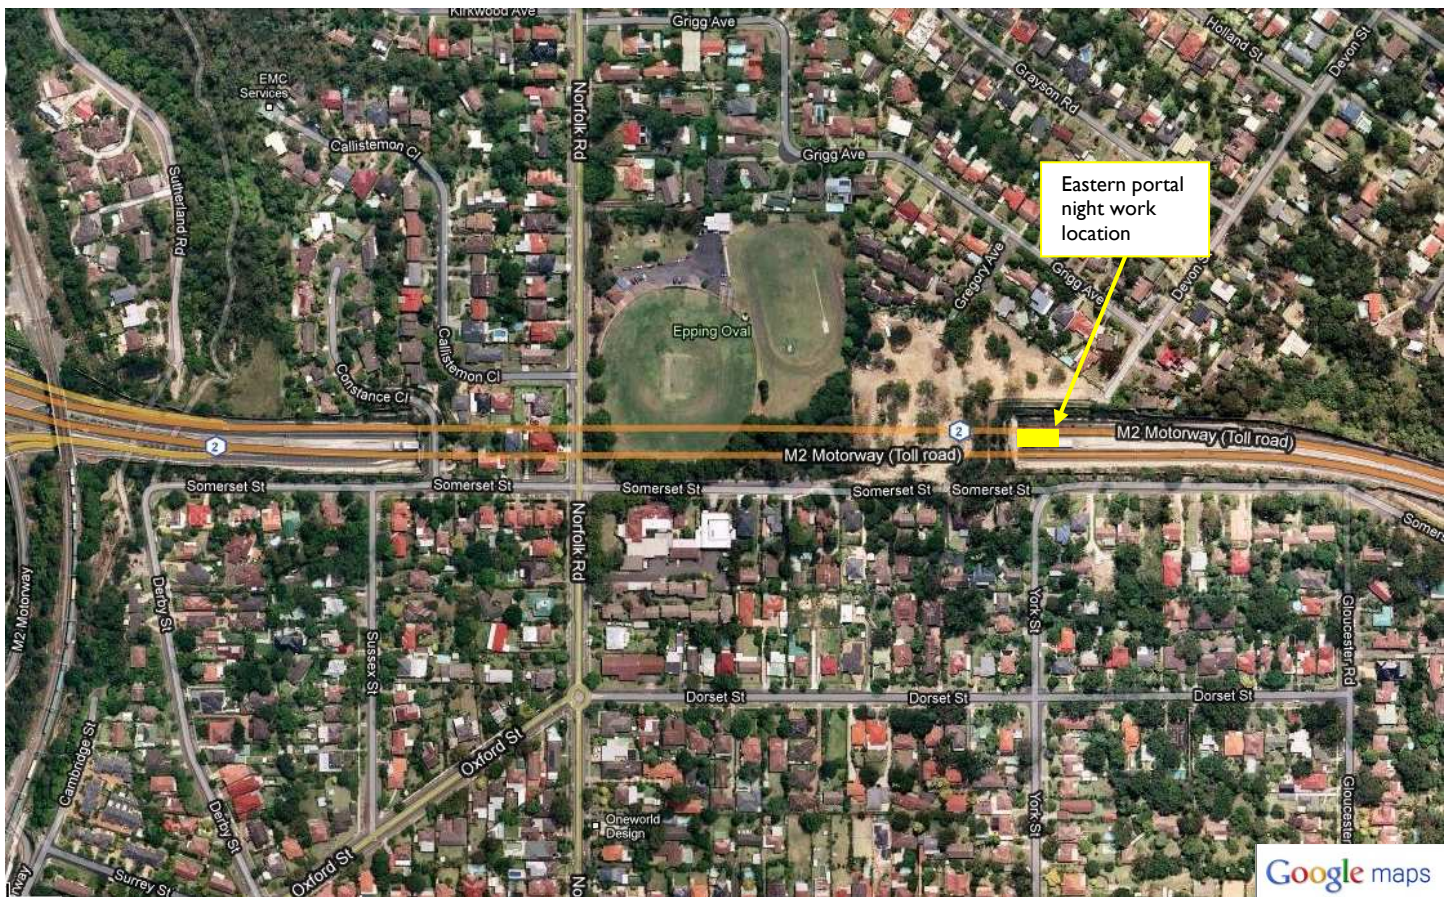 Kirkwood Ave
Grigg Ave
Holland St
Devon St
EMC
Services
Grayson Rd
Norfolk Rd
Callistemon Cl
Grigg Ave
Sutherland Rd
Eastern portal
night work
location
Gregory Ave
Grigg Ave
Devon
Epping Oval
Callistemon Cl
Constance Cl
2
2
M2 Motorway (Toll road)
M2 Motorway (Toll road)
Somerset St
Somerset St
Somerset St
Somerset St
Somerset St
Somers
Norfolk Rd
M2 Motorway
Derby St
Sussex St
York St
Gloucester Rd
Dorset St
Dorset St
Dorset St
Cambridge St
Oxford St
Derby St
Oneworld
Design
York St
Gloucester
Oxford St
Surrey St
rway
No
Google maps